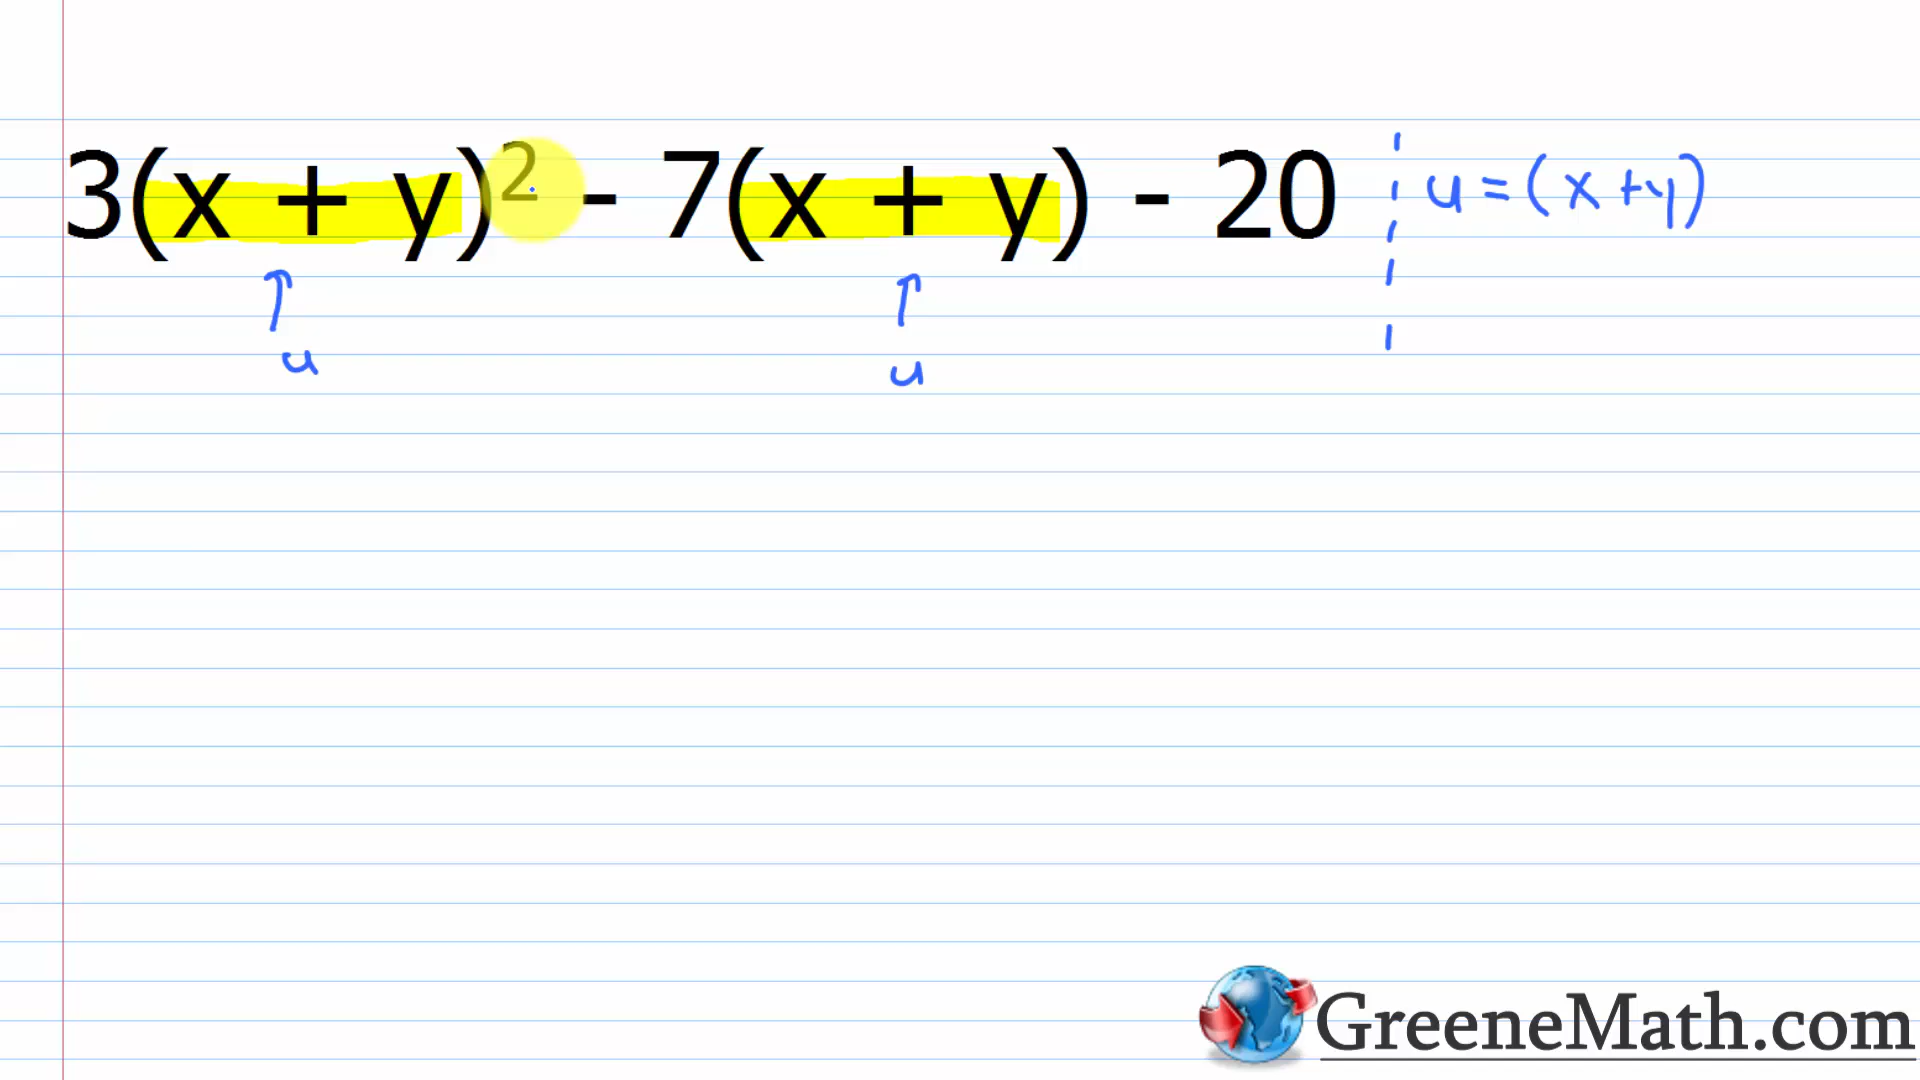 3(x + y)² - 7(x + y) - 20 u = (x + y)
u u
GreeneMath.com